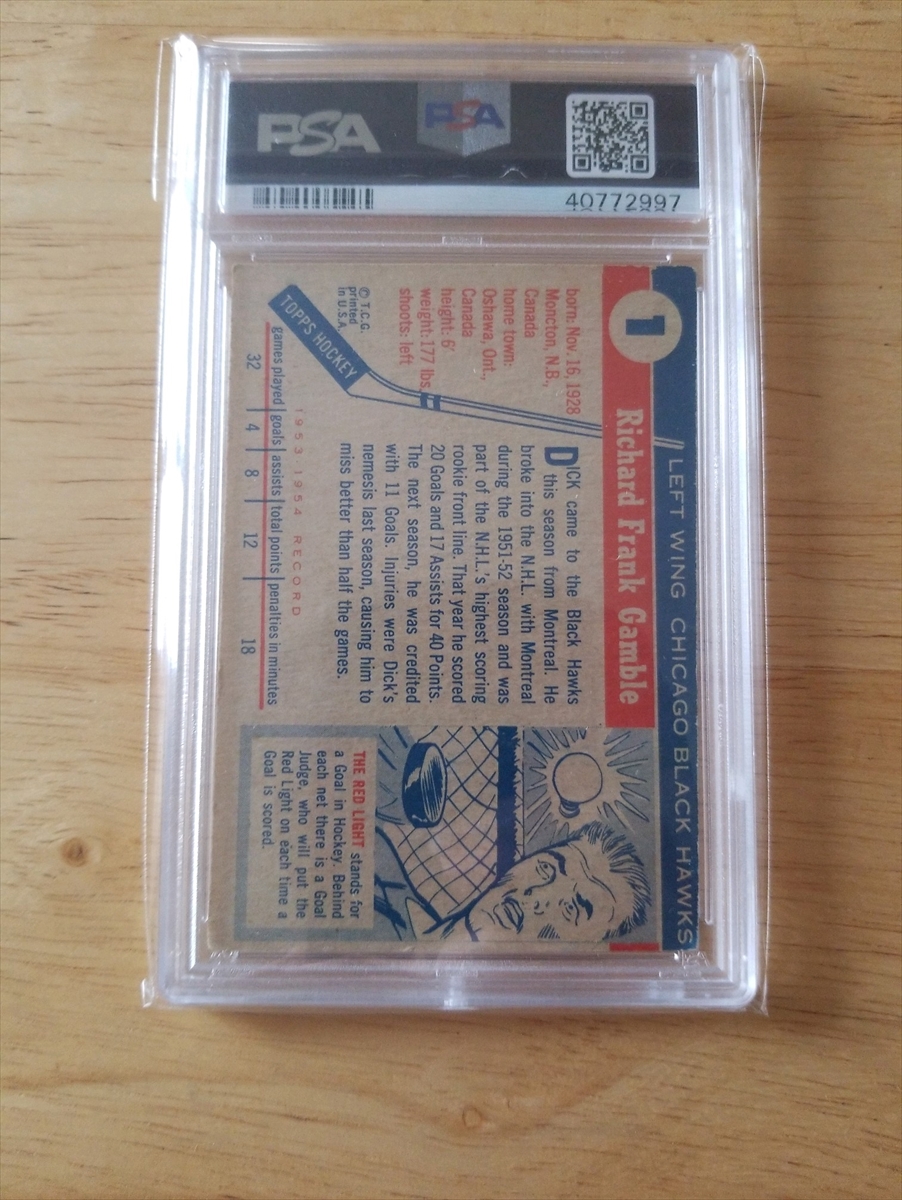 PSA
PSA
40772997
LEFT WING CHICAGO BLACK HAWKS
1
Richard Frank Gamble
born: Nov. 16, 1928
Moncton, N.B.,
Canada
home town:
Oshawa, Ont.,
Canada
height: 6'
weight: 177 lbs.
shoots: left
© T.C.G.
printed
in U.S.A.
TOPPS HOCKEY
DICK came to the Black Hawks
this season from Montreal. He
broke into the N.H.L. with Montreal
during the 1951-52 season and was
part of the N.H.L.'s highest scoring
rookie front line. That year he scored
20 Goals and 17 Assists for 40 Points.
The next season, he was credited
with 11 Goals. Injuries were Dick's
nemesis last season, causing him to
miss better than half the games.
1953-1954 RECORD
games played goals assists total points penalties in minutes
32 4 8 12 18
THE RED LIGHT stands for
a Goal in Hockey. Behind
each net there is a Goal
Judge, who will put the
Red Light on each time a
Goal is scored.